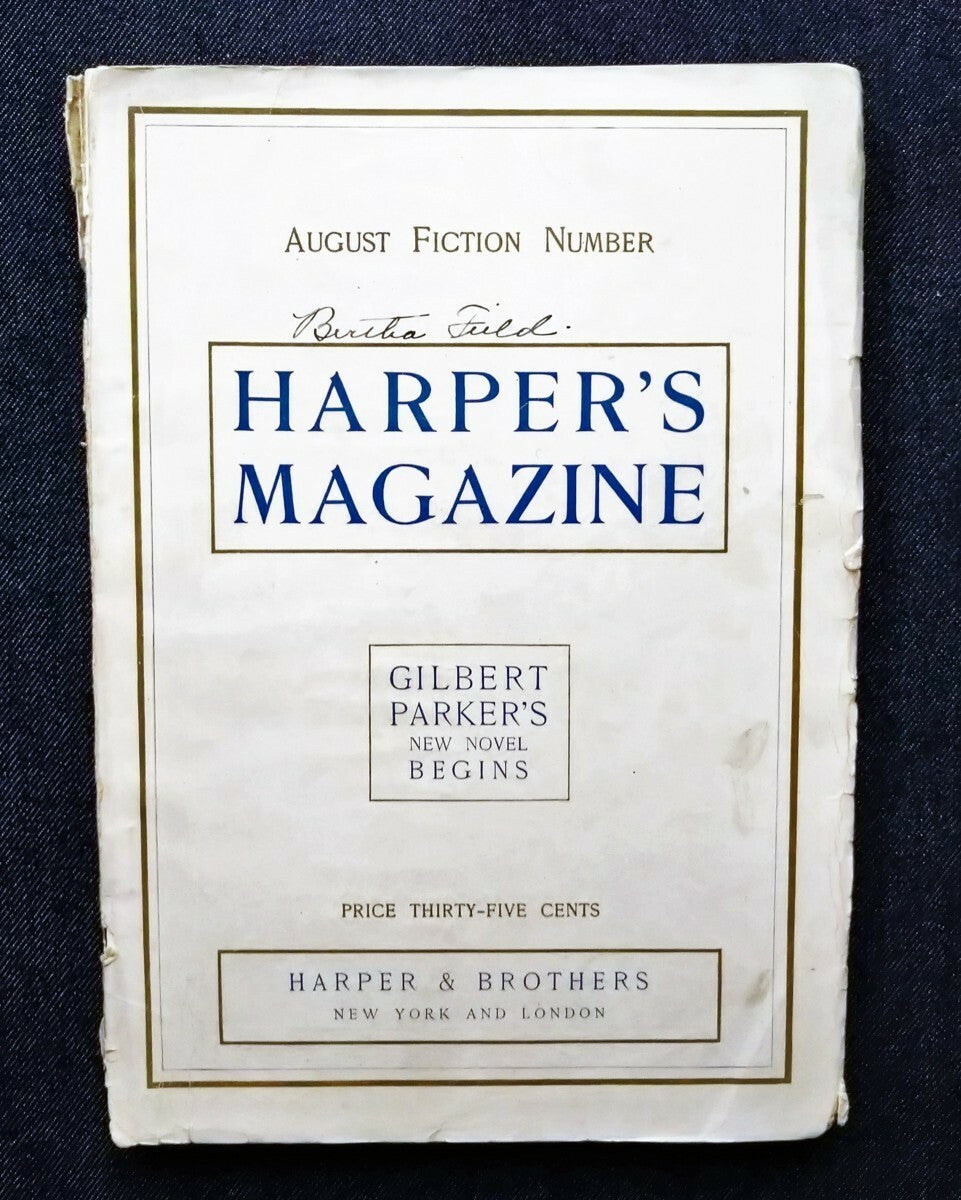 AUGUST FICTION NUMBER
Bertha Field.
HARPER'S
MAGAZINE
GILBERT
PARKER'S
NEW NOVEL
BEGINS
PRICE THIRTY-FIVE CENTS
HARPER & BROTHERS
NEW YORK AND LONDON